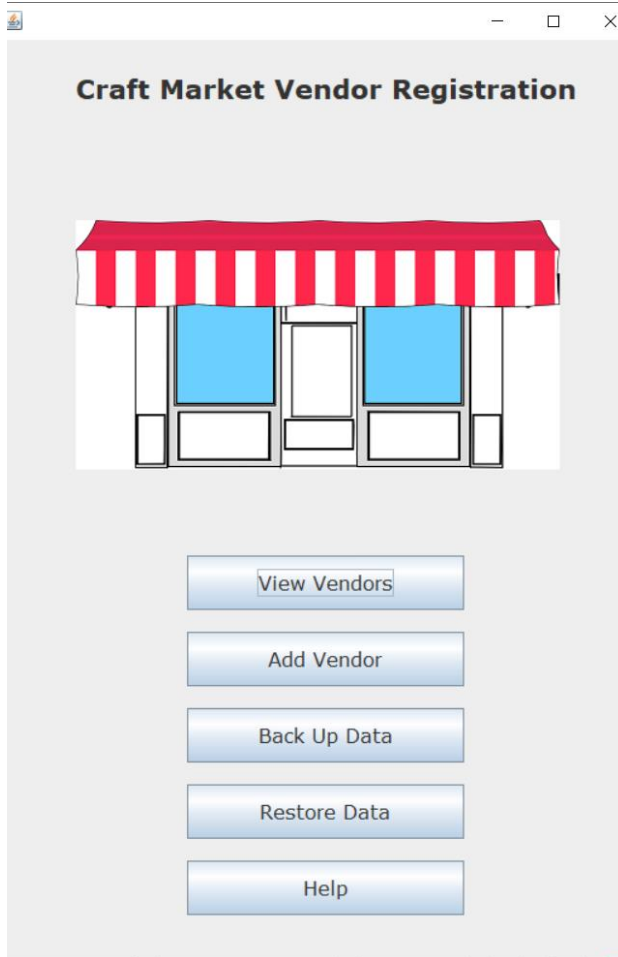 Craft Market Vendor Registration
View Vendors
Add Vendor
Back Up Data
Restore Data
Help